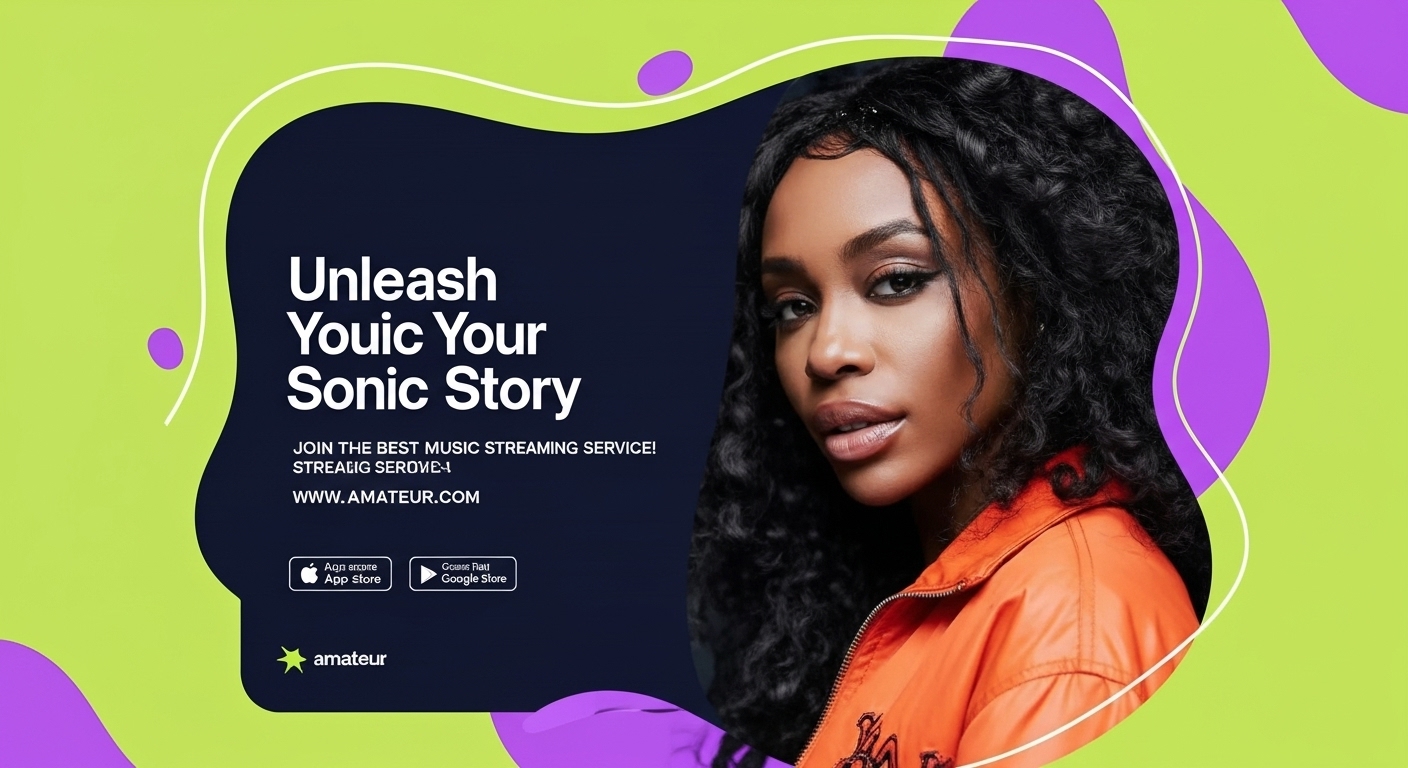 Unleash
Youic Your
Sonic Story
JOIN THE BEST MUSIC STREAMING SERVICE!
WWW.AMATEUR.COM
App Store
Google Store
amateur